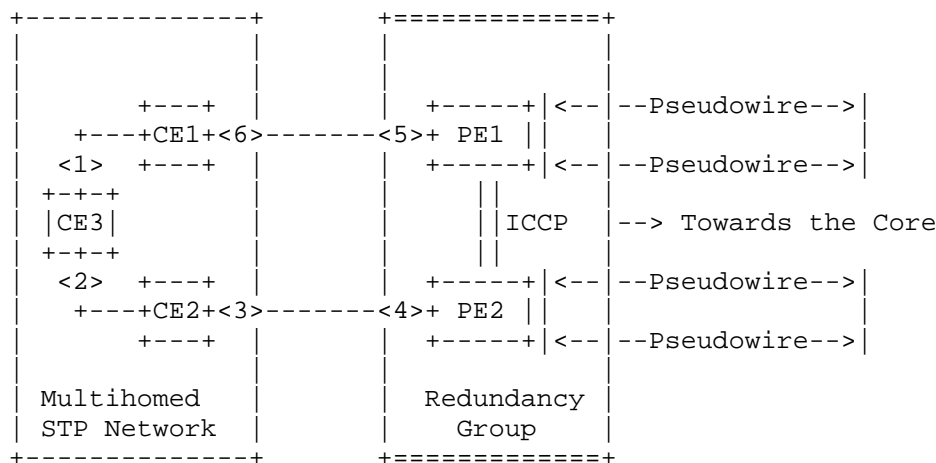 +--------------+       +=============+
|              |       |             |
|              |       |             |
|       +---+  |       |  +-----+|<--|--Pseudowire-->|
|   +---+CE1+<6>-------<5>+ PE1 ||   |               |
|  <1>  +---+  |       |  +-----+|<--|--Pseudowire-->|
| +-+-+        |       |     ||      |
| |CE3|        |       |     ||ICCP  |--> Towards the Core
| +-+-+        |       |     ||      |
|  <2>  +---+  |       |  +-----+|<--|--Pseudowire-->|
|   +---+CE2+<3>-------<4>+ PE2 ||   |               |
|       +---+  |       |  +-----+|<--|--Pseudowire-->|
|              |       |             |
| Multihomed   |       |  Redundancy |
| STP Network  |       |    Group    |
+--------------+       +=============+